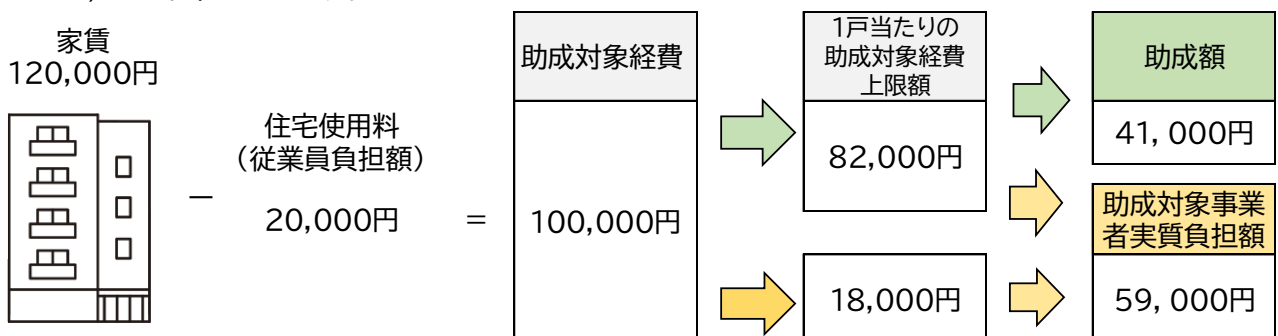 家賃
120,000円
－
住宅使用料
（従業員負担額）
20,000円
＝
助成対象経費
100,000円
1戸当たりの
助成対象経費
上限額
82,000円
18,000円
助成額
41，000円
助成対象事業
者実質負担額
59，000円